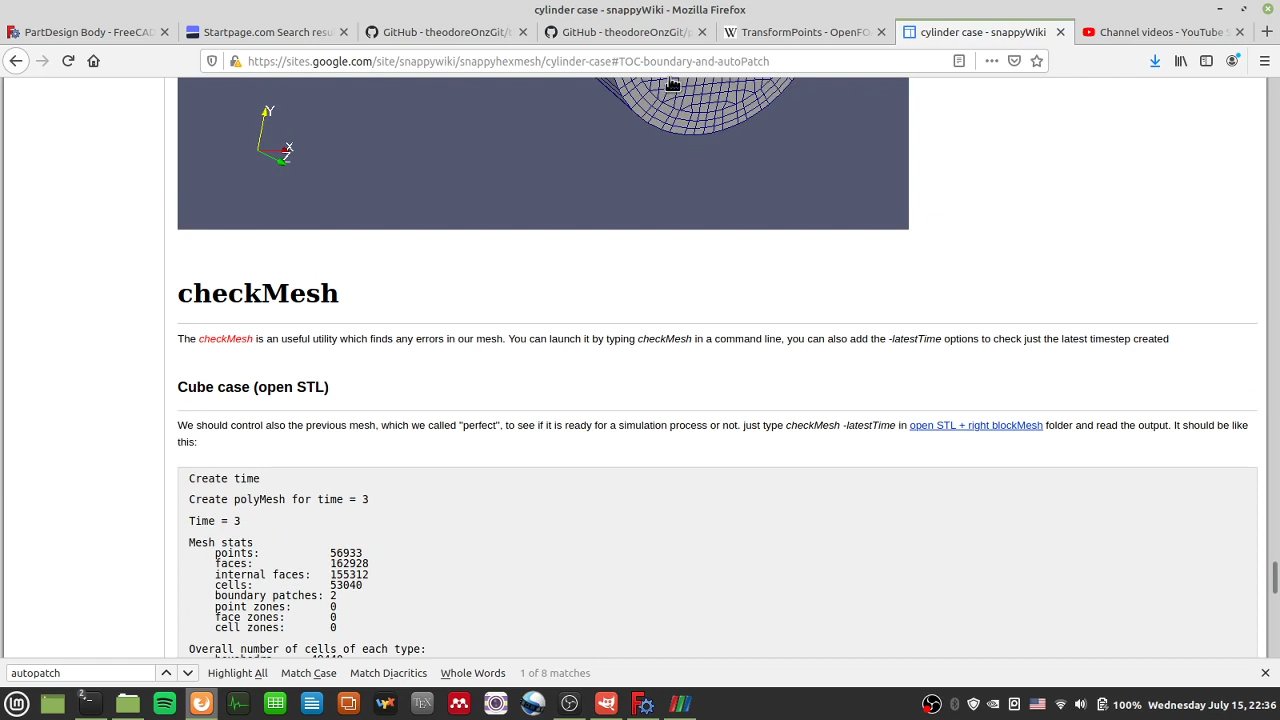 cylinder case - snappyWiki - Mozilla Firefox
PartDesign Body - FreeCAD
Startpage.com Search resu
GitHub - theodoreOnzGit/
GitHub - theodoreOnzGit/p
TransformPoints - OpenFO
cylinder case - snappyWiki
Channel videos - YouTube S
https://sites.google.com/site/snappywiki/snappyhexmesh/cylinder-case#TOC-boundary-and-autoPatch
Y
X
Z
checkMesh
The checkMesh is an useful utility which finds any errors in our mesh. You can launch it by typing checkMesh in a command line, you can also add the -latestTime options to check just the latest timestep created
Cube case (open STL)
We should control also the previous mesh, which we called "perfect", to see if it is ready for a simulation process or not. just type checkMesh -latestTime in open STL + right blockMesh folder and read the output. It should be like
this:
Create time
Create polyMesh for time = 3
Time = 3
Mesh stats
points: 56933
faces: 162928
internal faces: 155312
cells: 53040
boundary patches: 2
point zones: 0
face zones: 0
cell zones: 0
Overall number of cells of each type:
autopatch
Highlight All
Match Case
Match Diacritics
Whole Words
1 of 8 matches
2
TEX
100%
Wednesday July 15, 22:36